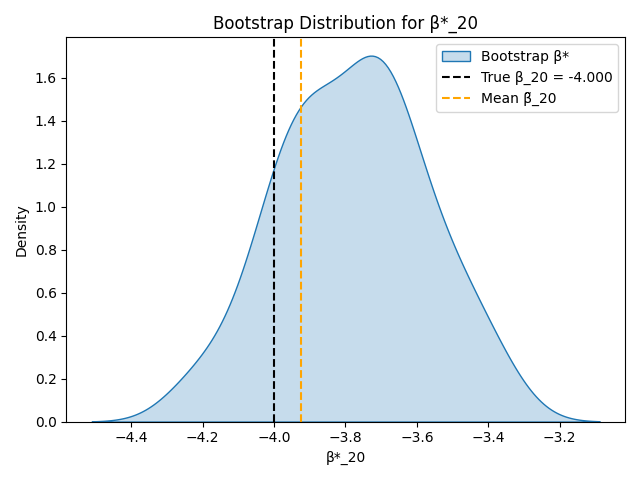 Bootstrap Distribution for β*_20
Bootstrap β*
True β_20 = -4.000
Mean β̃_20
Density
1.6
1.4
1.2
1.0
0.8
0.6
0.4
0.2
0.0
−4.4 −4.2 −4.0 −3.8 −3.6 −3.4 −3.2
β*_20